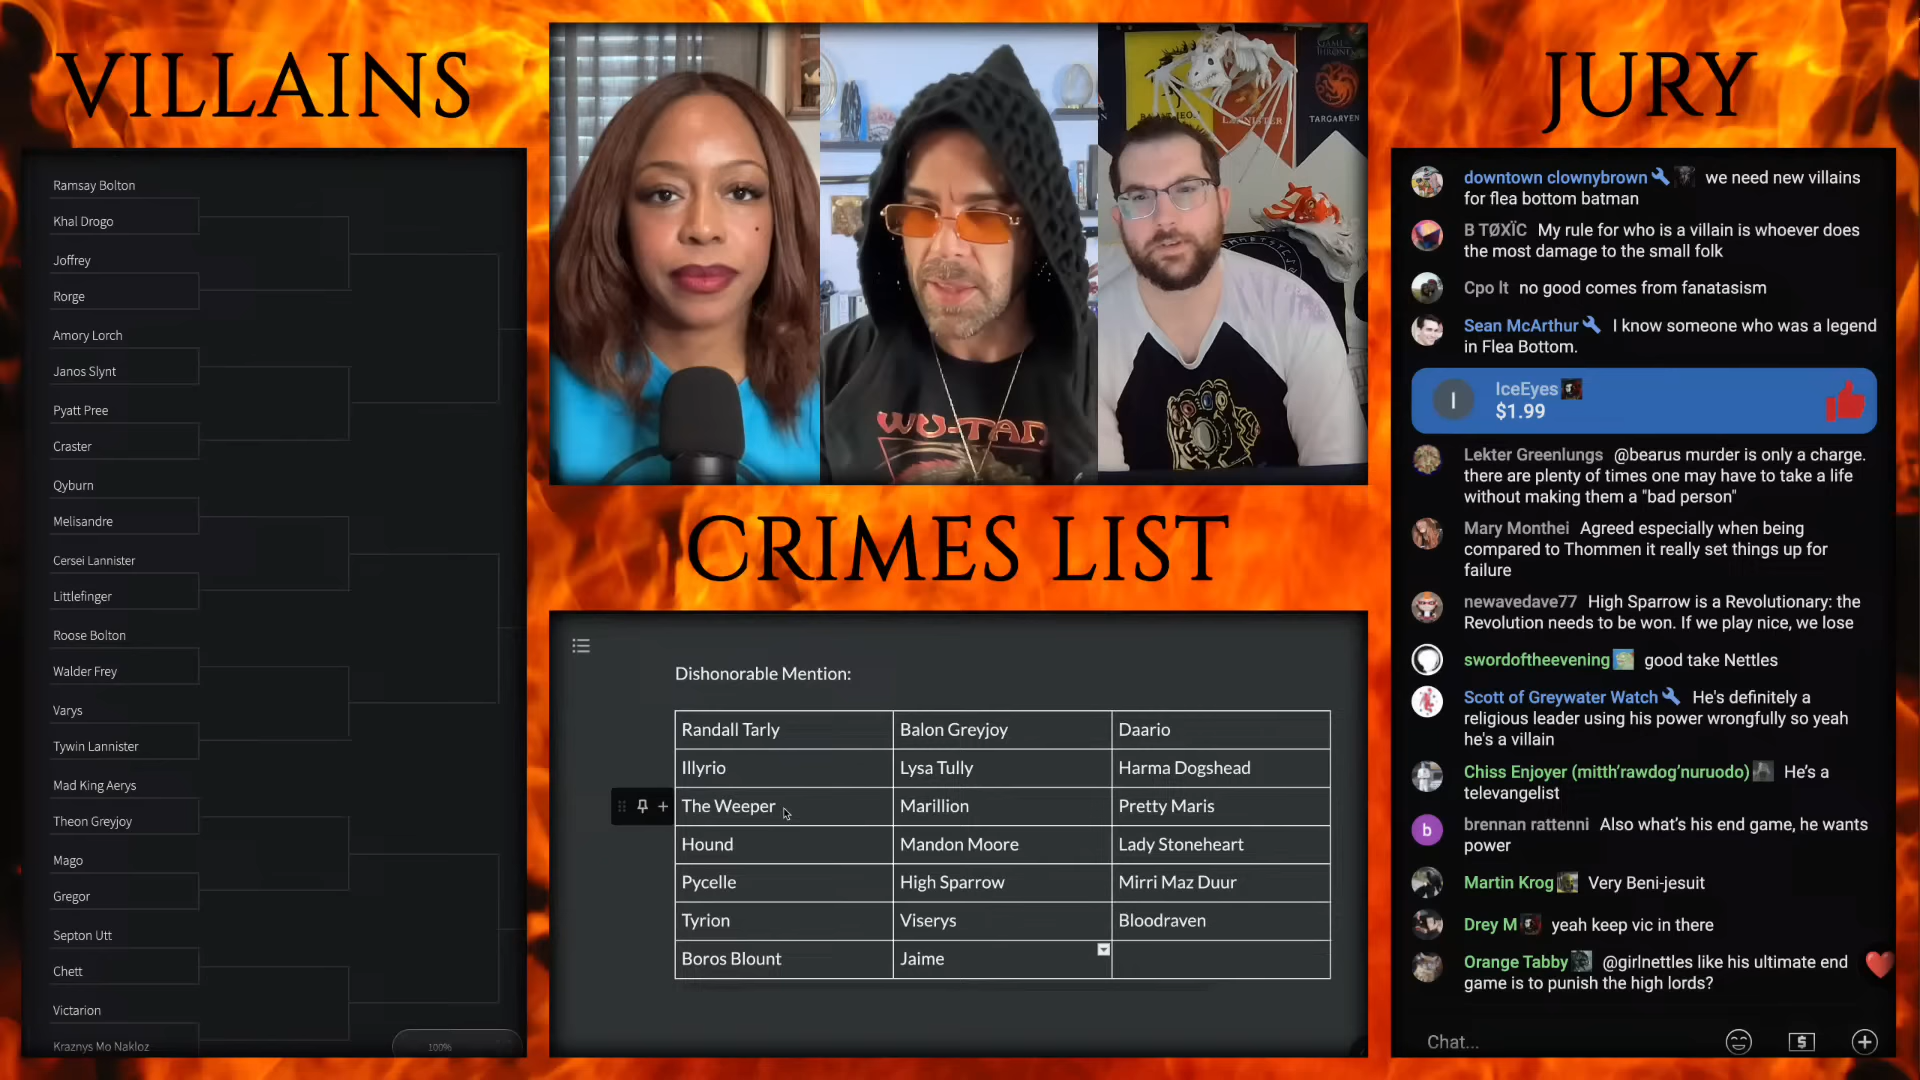 VILLAINS
Ramsay Bolton
Khal Drogo
Joffrey
Rorge
Amory Lorch
Janos Slynt
Pyatt Pree
Craster
Qyburn
Melisandre
Cersei Lannister
Littlefinger
Roose Bolton
Walder Frey
Varys
Tywin Lannister
Mad King Aerys
Theon Greyjoy
Mago
Gregor
Septon Utt
Chett
Victarion
Kraznys Mo Nakloz
100%
WU-TAN
GAME
THRONE
LANNISTER
TARGARYEN
CRIMES LIST
Dishonorable Mention:
Randall Tarly Balon Greyjoy Daario
Illyrio Lysa Tully Harma Dogshead
The Weeper Marillion Pretty Maris
Hound Mandon Moore Lady Stoneheart
Pycelle High Sparrow Mirri Maz Duur
Tyrion Viserys Bloodraven
Boros Blount Jaime
JURY
downtown clownybrown we need new villains
for flea bottom batman
B TØXÏC My rule for who is a villain is whoever does
the most damage to the small folk
Cpo lt no good comes from fanatasism
Sean McArthur I know someone who was a legend
in Flea Bottom.
I IceEyes
$1.99
Lekter Greenlungs @bearus murder is only a charge.
there are plenty of times one may have to take a life
without making them a "bad person"
Mary Monthei Agreed especially when being
compared to Thommen it really set things up for
failure
newavedave77 High Sparrow is a Revolutionary: the
Revolution needs to be won. If we play nice, we lose
swordoftheevening good take Nettles
Scott of Greywater Watch He's definitely a
religious leader using his power wrongfully so yeah
he's a villain
Chiss Enjoyer (mitth'rawdog'nuruodo) He's a
televangelist
b brennan rattenni Also what's his end game, he wants
power
Martin Krog Very Beni-jesuit
Drey M yeah keep vic in there
Orange Tabby @girlnettles like his ultimate end
game is to punish the high lords?
Chat...